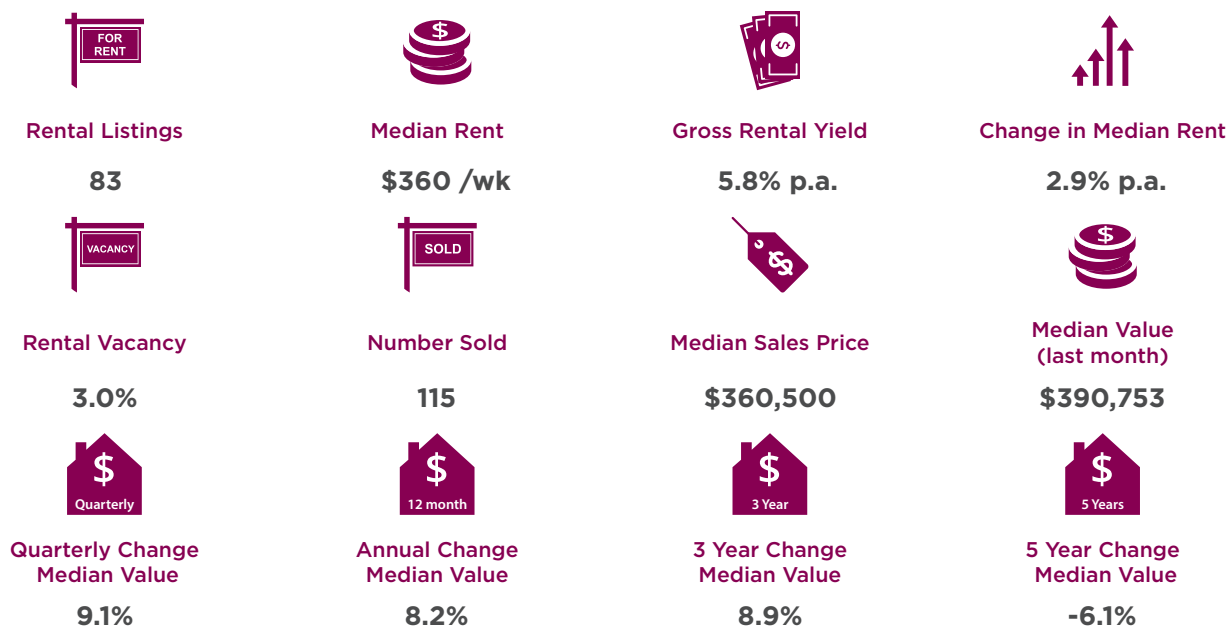 FOR
RENT
$
$
Rental Listings
Median Rent
Gross Rental Yield
Change in Median Rent
83
$360 /wk
5.8% p.a.
2.9% p.a.
VACANCY
SOLD
$
$
Rental Vacancy
Number Sold
Median Sales Price
Median Value
(last month)
3.0%
115
$360,500
$390,753
$
Quarterly
$
12 month
$
3 Year
$
5 Years
Quarterly Change
Median Value
Annual Change
Median Value
3 Year Change
Median Value
5 Year Change
Median Value
9.1%
8.2%
8.9%
-6.1%